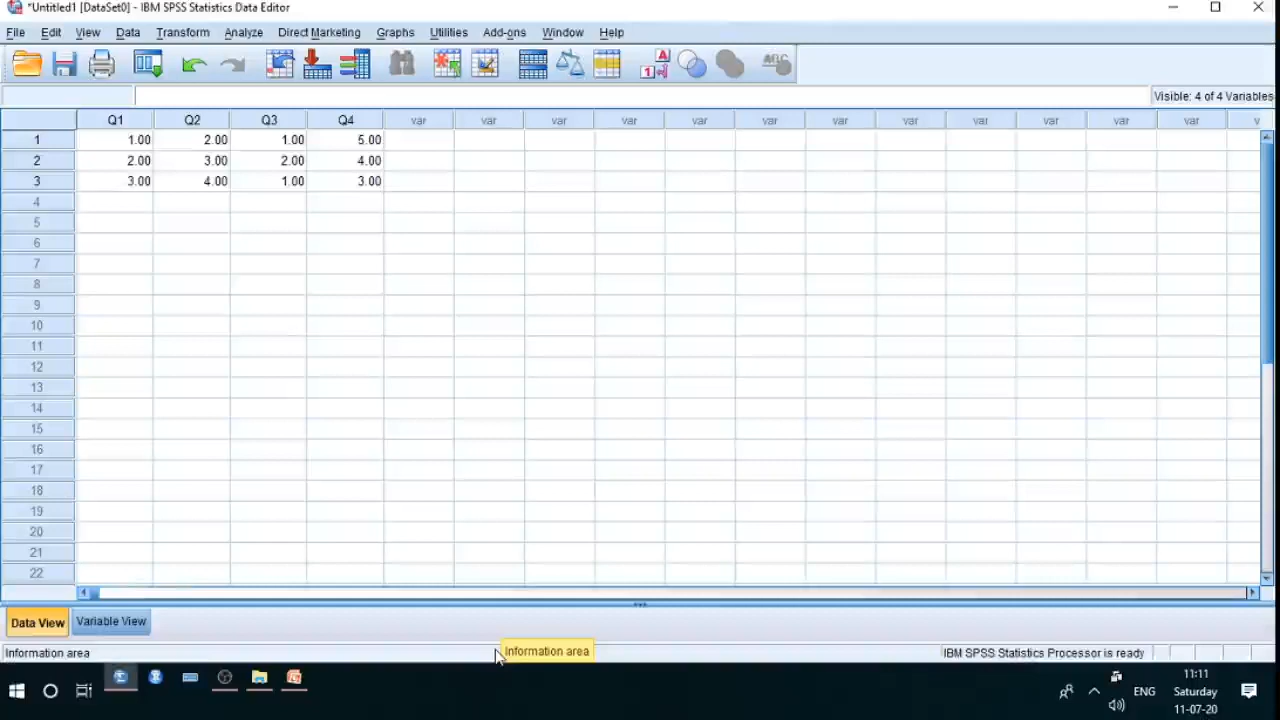 *Untitled1 [DataSet0] - IBM SPSS Statistics Data Editor
File Edit View Data Transform Analyze Direct Marketing Graphs Utilities Add-ons Window Help
Visible: 4 of 4 Variables
Q1 Q2 Q3 Q4 var var var var var var var var var var var var v
1 1.00 2.00 1.00 5.00
2 2.00 3.00 2.00 4.00
3 3.00 4.00 1.00 3.00
4
5
6
7
8
9
10
11
12
13
14
15
16
17
18
19
20
21
22
Data View Variable View
Information area Information area IBM SPSS Statistics Processor is ready
11:11
ENG Saturday
11-07-20